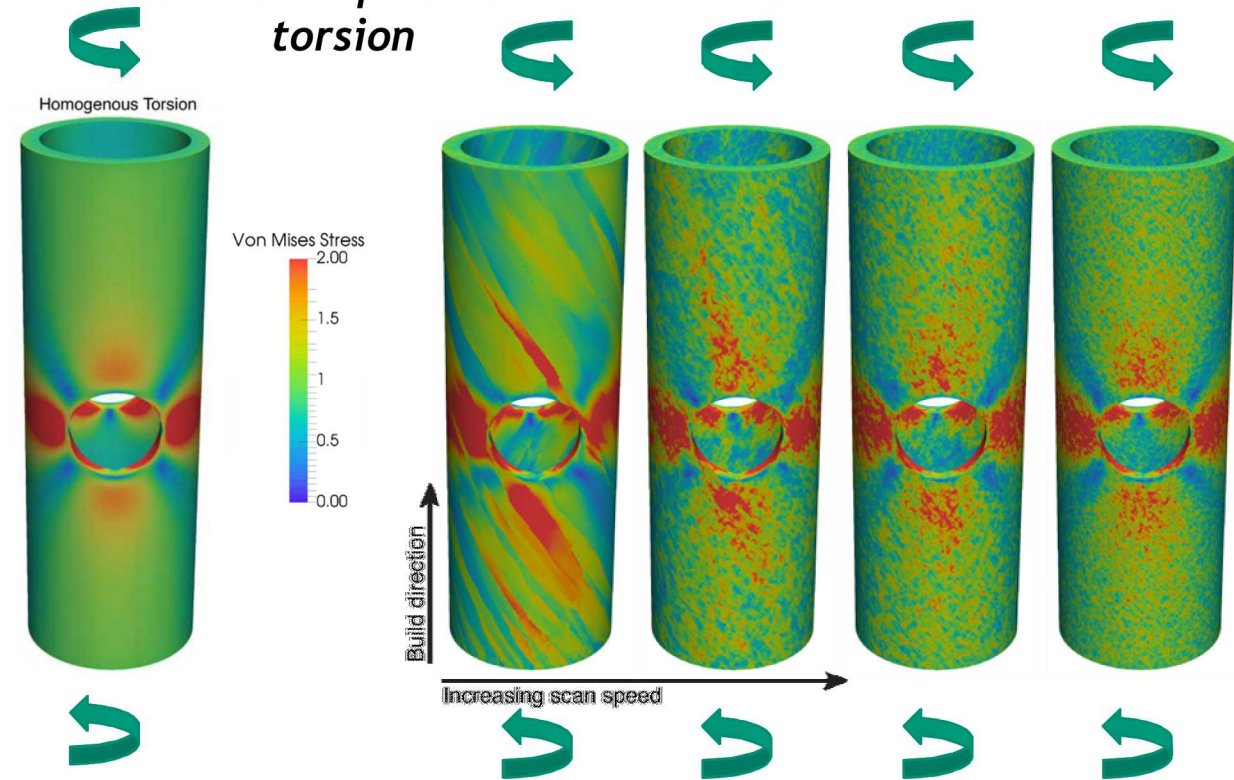 torsion
Homogenous Torsion
Von Mises Stress
2.00
1.5
1
0.5
0.00
Build direction
Increasing scan speed